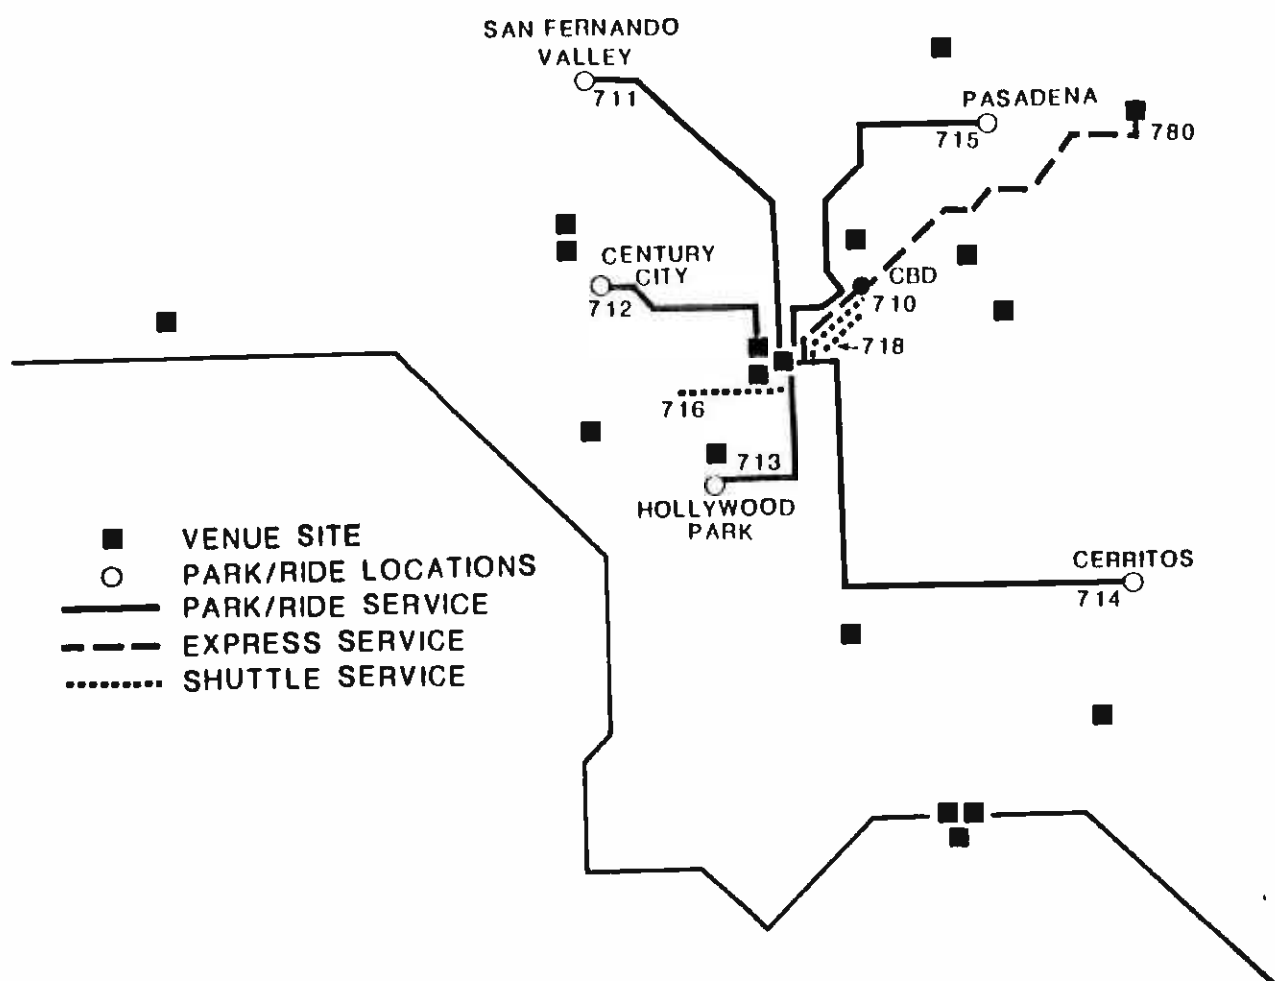 SAN FERNANDO
VALLEY
711
PASADENA
715
780
CENTURY
CITY
712
CBD
710
718
716
713
HOLLYWOOD
PARK
CERRITOS
714
VENUE SITE
PARK/RIDE LOCATIONS
PARK/RIDE SERVICE
EXPRESS SERVICE
SHUTTLE SERVICE